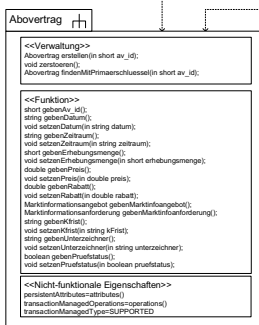 Abovertrag
<<Verwaltung>>
Abovertrag erstellen(in short av_id);
void zerstoeren();
Abovertrag findenMitPrimaerschluessel(in short av_id);
<<Funktion>>
short gebenAv_id();
string gebenDatum();
void setzenDatum(in string datum);
string gebenZeitraum();
void setzenZeitraum(in string zeitraum);
short gebenErhebungsmenge();
void setzenErhebungsmenge(in short erhebungsmenge);
double gebenPreis();
void setzenPreis(in double preis);
double gebenRabatt();
void setzenRabatt(in double rabatt);
Marktinformationsangebot gebenMarktinfoangebot();
Marktinformationsanforderung gebenMarktinfoanforderung();
string gebenKfrist();
void setzenKfrist(in string kFrist);
string gebenUnterzeichner();
void setzenUnterzeichner(in string unterzeichner);
boolean gebenPruefstatus();
void setzenPruefstatus(in boolean pruefstatus);
<<Nicht-funktionale Eigenschaften>>
persistentAttributes=attributes()
transactionManagedOperations=operations()
transactionManagedType=SUPPORTED